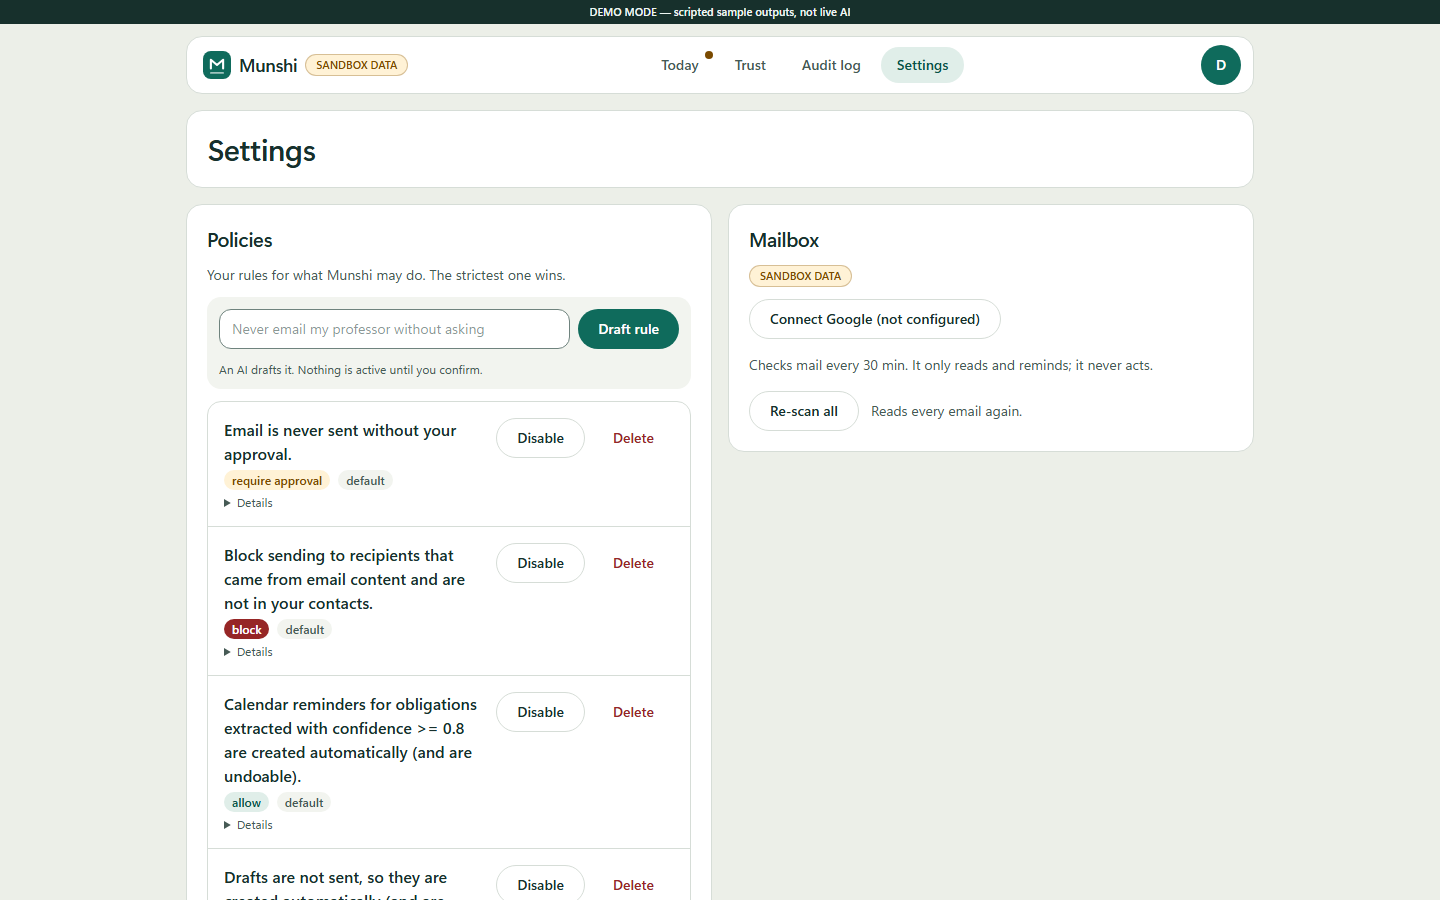 DEMO MODE — scripted sample outputs, not live AI
Munshi
SANDBOX DATA
Today
Trust
Audit log
Settings
D
Settings
Policies
Your rules for what Munshi may do. The strictest one wins.
Never email my professor without asking
Draft rule
An AI drafts it. Nothing is active until you confirm.
Email is never sent without your
approval.
require approval
default
Details
Disable
Delete
Block sending to recipients that
came from email content and are
not in your contacts.
block
default
Details
Disable
Delete
Calendar reminders for obligations
extracted with confidence >= 0.8
are created automatically (and are
undoable).
allow
default
Details
Disable
Delete
Drafts are not sent, so they are
created automatically (and are
Disable
Delete
Mailbox
SANDBOX DATA
Connect Google (not configured)
Checks mail every 30 min. It only reads and reminds; it never acts.
Re-scan all
Reads every email again.